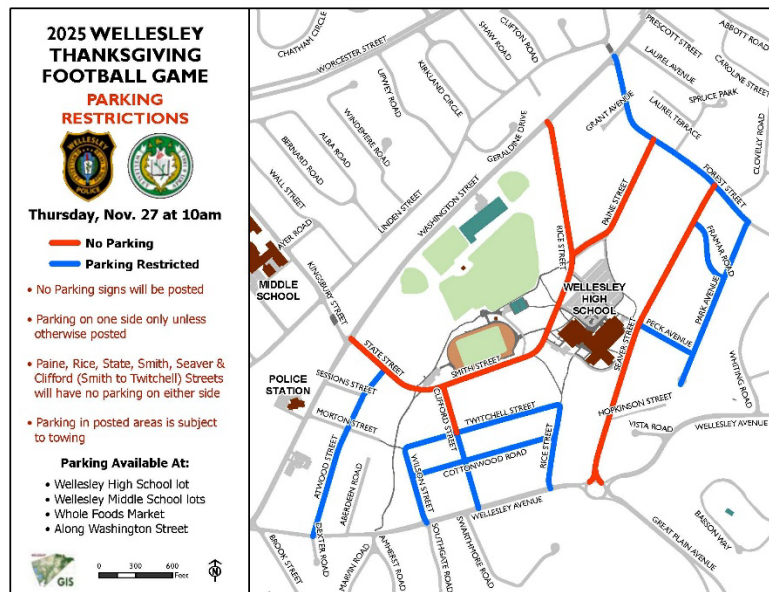 2025 WELLESLEY
THANKSGIVING
FOOTBALL GAME
PARKING
RESTRICTIONS
WELLESLEY
POLICE
Thursday, Nov. 27 at 10am
No Parking
Parking Restricted
• No Parking signs will be posted
• Parking on one side only unless
otherwise posted
• Paine, Rice, State, Smith, Seaver &
Clifford (Smith to Twitchell) Streets
will have no parking on either side
• Parking in posted areas is subject
to towing
Parking Available At:
• Wellesley High School lot
• Wellesley Middle School lots
• Whole Foods Market
• Along Washington Street
GIS
0 300 600
Feet
N
CHATHAM CIRCLE
WORCESTER STREET
SHAW ROAD
CLIFTON ROAD
KIRKLAND CIRCLE
UPWEY ROAD
WINDEMERE ROAD
ALBA ROAD
BERNARD ROAD
WALL STREET
AYER ROAD
LINDEN STREET
GERALDINE DRIVE
WASHINGTON STREET
KINGSBURY STREET
MIDDLE
SCHOOL
PRESCOTT STREET
ABBOTT ROAD
LAUREL AVENUE
CAROLINE STREET
SPRUCE PARK
GRANT AVENUE
LAUREL TERRACE
CLOVELLY ROAD
FOREST STREET
PAINE STREET
RICE STREET
FRAMAR ROAD
PARK AVENUE
WELLESLEY
HIGH
SCHOOL
SEAVER STREET
PECK AVENUE
STATE STREET
SMITH STREET
SESSIONS STREET
POLICE
STATION
MORTON STREET
CLIFFORD STREET
TWITCHELL STREET
HOPKINSON STREET
WHITING ROAD
VISTA ROAD
WELLESLEY AVENUE
ATWOOD STREET
WILSON STREET
COTTONWOOD ROAD
RICE STREET
ABERDEEN ROAD
WELLESLEY AVENUE
BROOK STREET
DEXTER ROAD
MARVIN ROAD
AMHERST ROAD
SOUTHGATE ROAD
SWARTHMORE ROAD
GREAT PLAIN AVENUE
BABSON WAY